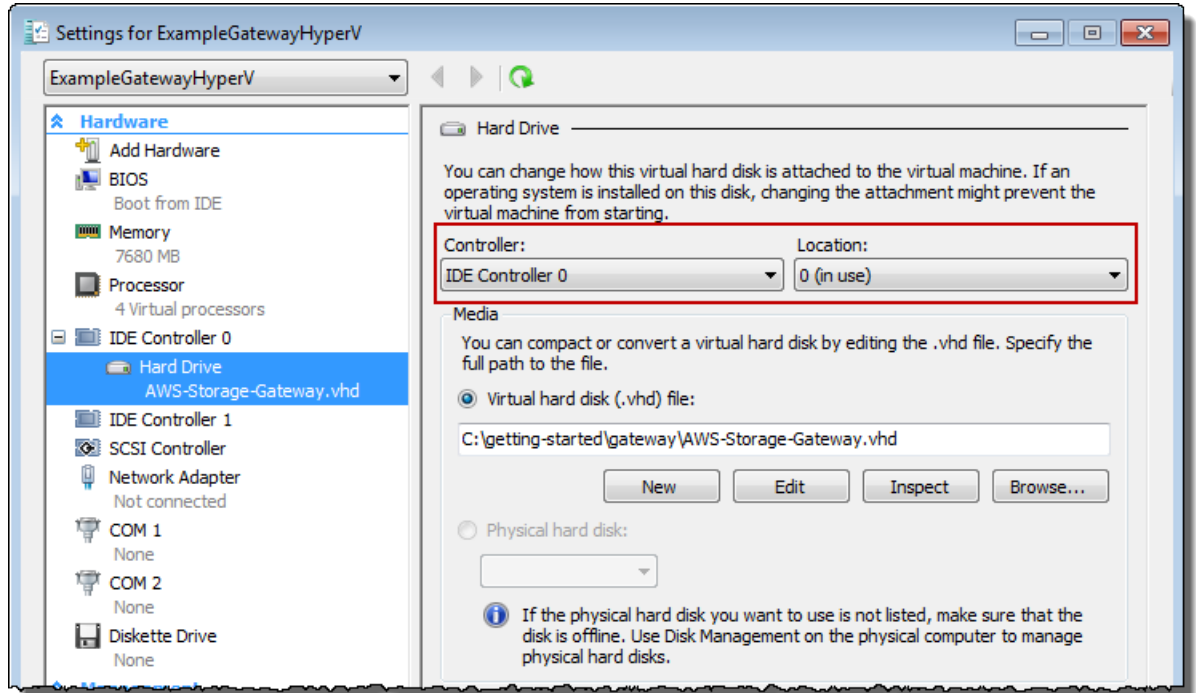 Settings for ExampleGatewayHyperV
ExampleGatewayHyperV
Hardware
Add Hardware
BIOS
Boot from IDE
Memory
7680 MB
Processor
4 Virtual processors
IDE Controller 0
Hard Drive
AWS-Storage-Gateway.vhd
IDE Controller 1
SCSI Controller
Network Adapter
Not connected
COM 1
None
COM 2
None
Diskette Drive
None
Hard Drive
You can change how this virtual hard disk is attached to the virtual machine. If an
operating system is installed on this disk, changing the attachment might prevent the
virtual machine from starting.
Controller: Location:
IDE Controller 0 0 (in use)
Media
You can compact or convert a virtual hard disk by editing the .vhd file. Specify the
full path to the file.
Virtual hard disk (.vhd) file:
C:\getting-started\gateway\AWS-Storage-Gateway.vhd
New Edit Inspect Browse...
Physical hard disk:
If the physical hard disk you want to use is not listed, make sure that the
disk is offline. Use Disk Management on the physical computer to manage
physical hard disks.